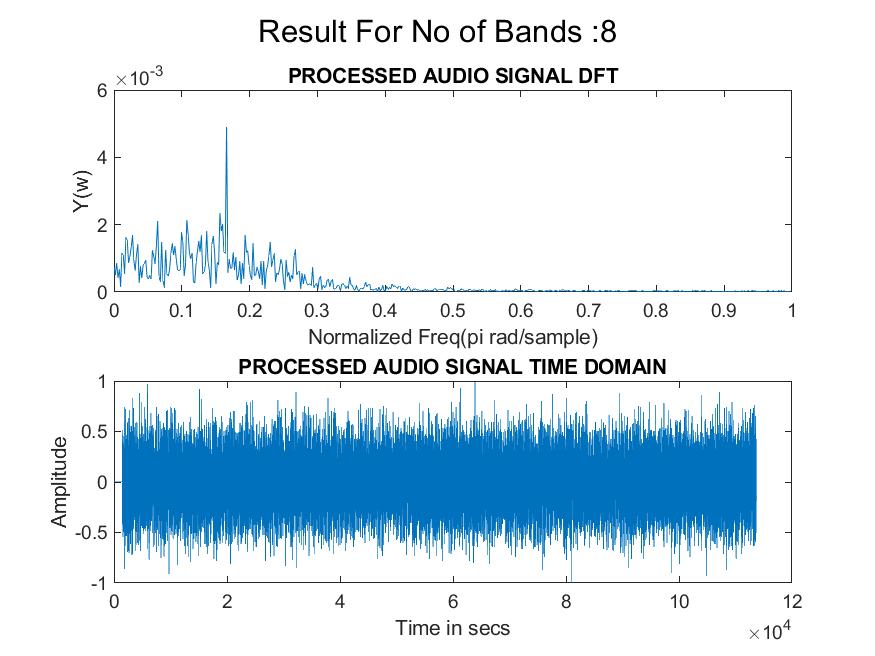 Result For No of Bands :8
×10-3
PROCESSED AUDIO SIGNAL DFT
6
4
2
0
Y(w)
0 0.1 0.2 0.3 0.4 0.5 0.6 0.7 0.8 0.9 1
Normalized Freq(pi rad/sample)
PROCESSED AUDIO SIGNAL TIME DOMAIN
1
0.5
0
-0.5
-1
Amplitude
0 2 4 6 8 10 12
Time in secs
×104